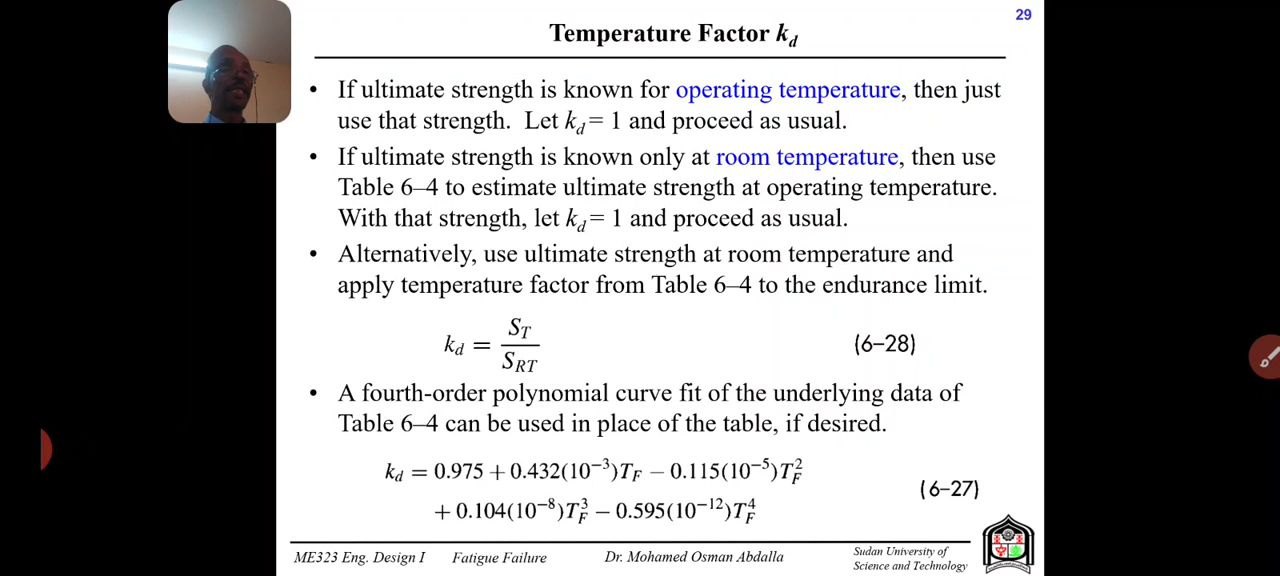 29
Temperature Factor k_d
• If ultimate strength is known for operating temperature, then just
use that strength. Let k_d = 1 and proceed as usual.
• If ultimate strength is known only at room temperature, then use
Table 6–4 to estimate ultimate strength at operating temperature.
With that strength, let k_d = 1 and proceed as usual.
• Alternatively, use ultimate strength at room temperature and
apply temperature factor from Table 6–4 to the endurance limit.
k_d = S_T / S_RT (6–28)
• A fourth-order polynomial curve fit of the underlying data of
Table 6–4 can be used in place of the table, if desired.
k_d = 0.975 + 0.432(10^−3)T_F − 0.115(10^−5)T_F^2
+ 0.104(10^−8)T_F^3 − 0.595(10^−12)T_F^4 (6–27)
ME323 Eng. Design I Fatigue Failure Dr. Mohamed Osman Abdalla Sudan University of
Science and Technology